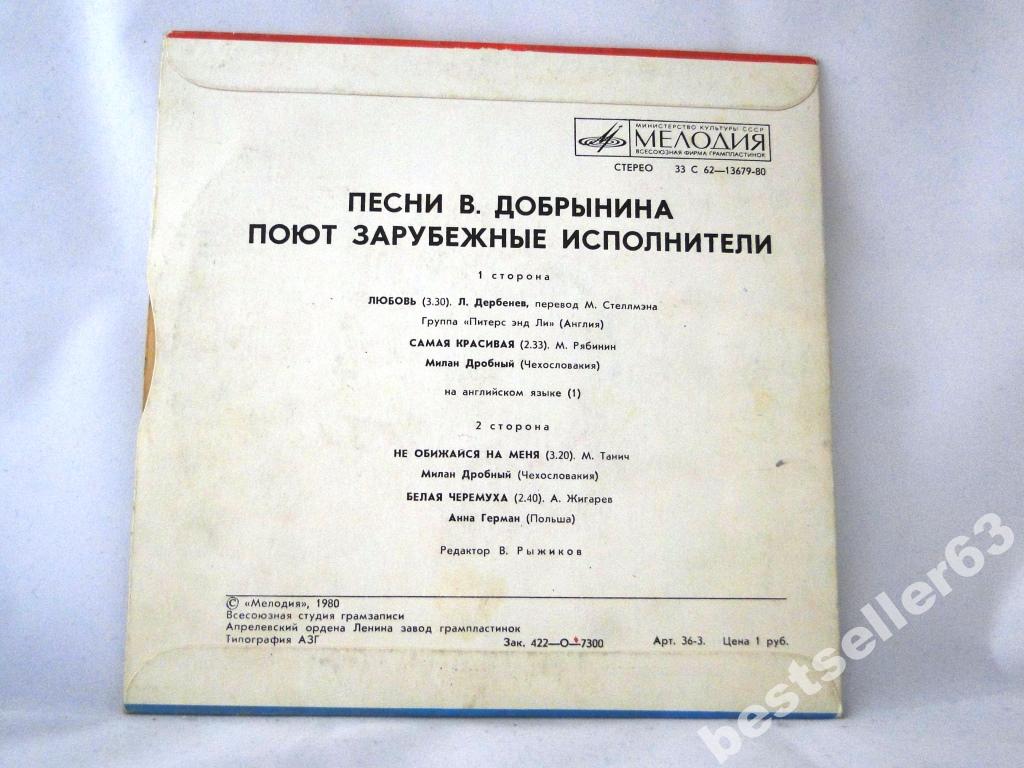 МИНИСТЕРСТВО КУЛЬТУРЫ СССР
МЕЛОДИЯ
ВСЕСОЮЗНАЯ ФИРМА ГРАМПЛАСТИНОК
СТЕРЕО 33 С 62—13679-80
ПЕСНИ В. ДОБРЫНИНА
ПОЮТ ЗАРУБЕЖНЫЕ ИСПОЛНИТЕЛИ
1 сторона
ЛЮБОВЬ (3.30). Л. Дербенев, перевод М. Стеллмэна
Группа «Питерс энд Ли» (Англия)
САМАЯ КРАСИВАЯ (2.33). М. Рябинин
Милан Дробный (Чехословакия)
на английском языке (1)
2 сторона
НЕ ОБИЖАЙСЯ НА МЕНЯ (3.20). М. Танич
Милан Дробный (Чехословакия)
БЕЛАЯ ЧЕРЕМУХА (2.40). А. Жигарев
Анна Герман (Польша)
Редактор В. Рыжиков
© «Мелодия», 1980
Всесоюзная студия грамзаписи
Апрелевский ордена Ленина завод грампластинок
Типография АЗГ Зак. 422—О—7300 Арт. 36-3. Цена 1 руб.
bestseller63